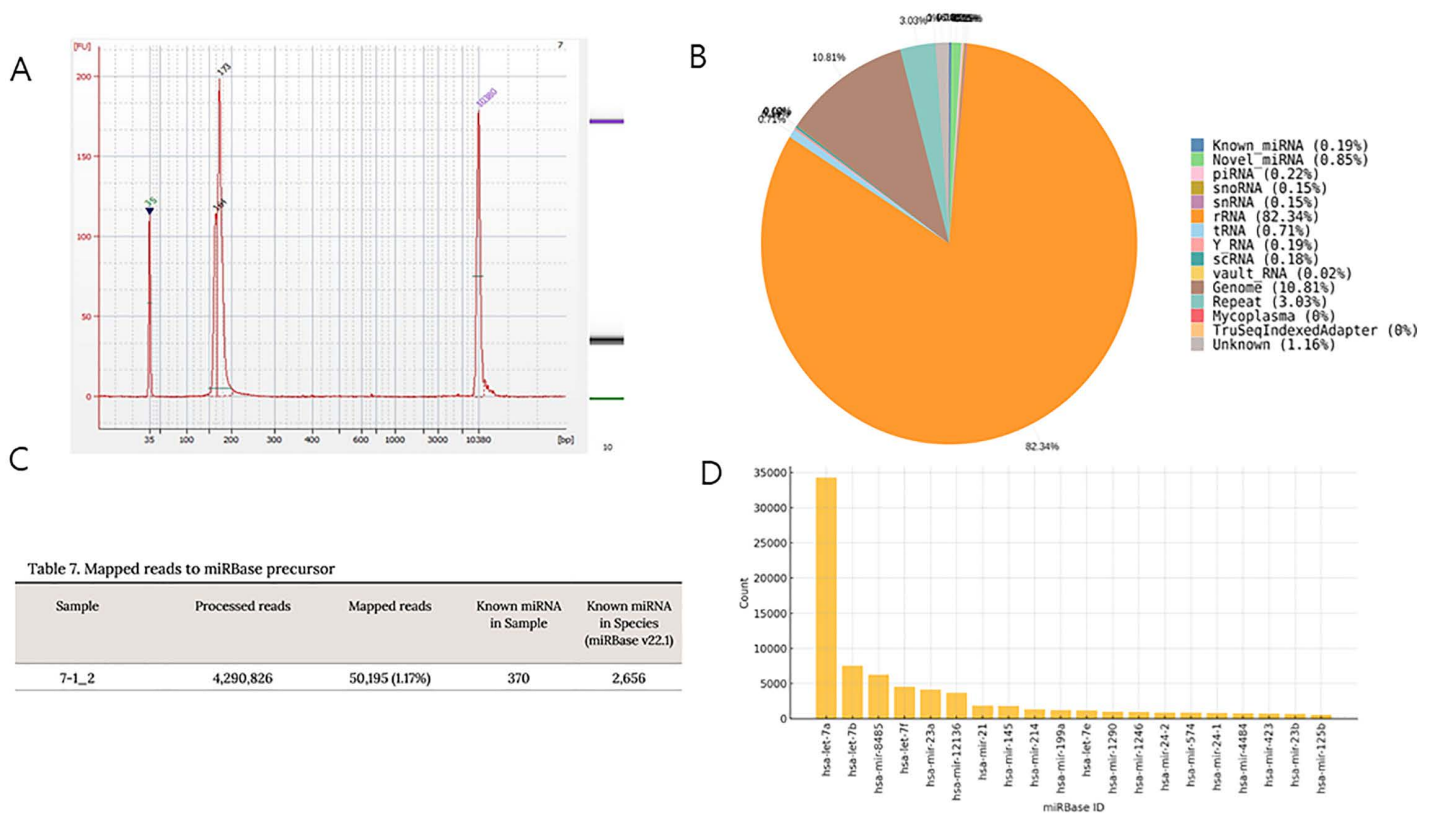 A
[FU]
7
200
150
100
50
0
35
173
10380
35
100
200
300
400
600
1000
3000
10380
[bp]
10
B
3.03%
10.81%
0.71%
82.34%
Known_miRNA (0.19%)
Novel_miRNA (0.85%)
piRNA (0.22%)
snoRNA (0.15%)
snRNA (0.15%)
rRNA (82.34%)
tRNA (0.71%)
Y_RNA (0.19%)
scRNA (0.18%)
vault_RNA (0.02%)
Genome (10.81%)
Repeat (3.03%)
Mycoplasma (0%)
TruSeqIndexedAdapter (0%)
Unknown (1.16%)
C
Table 7. Mapped reads to miRBase precursor
Sample Processed reads Mapped reads Known miRNA Known miRNA
in Sample in Species
(miRBase v22.1)
7-1_2 4,290,826 50,195 (1.17%) 370 2,656
D
35000
30000
25000
20000
15000
10000
5000
0
Count
hsa-let-7a
hsa-let-7b
hsa-mir-8485
hsa-let-7f
hsa-mir-23a
hsa-mir-12136
hsa-mir-21
hsa-mir-145
hsa-mir-214
hsa-mir-199a
hsa-let-7e
hsa-mir-1290
hsa-mir-1246
hsa-mir-24-2
hsa-mir-574
hsa-mir-24-1
hsa-mir-4484
hsa-mir-423
hsa-mir-23b
hsa-mir-125b
miRBase ID